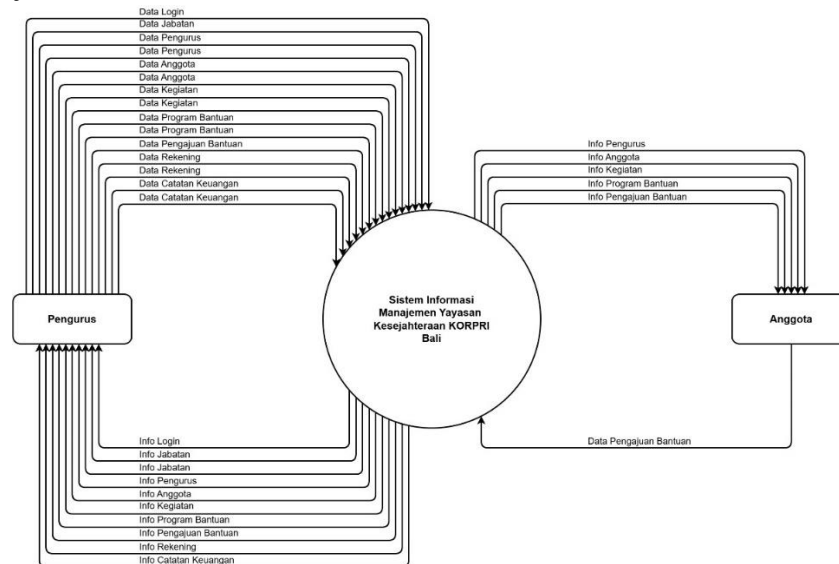 Data Login
Data Jabatan
Data Pengurus
Data Pengurus
Data Anggota
Data Anggota
Data Kegiatan
Data Kegiatan
Data Program Bantuan
Data Program Bantuan
Data Pengajuan Bantuan
Data Rekening
Data Rekening
Data Catatan Keuangan
Data Catatan Keuangan
Info Pengurus
Info Anggota
Info Kegiatan
Info Program Bantuan
Info Pengajuan Bantuan
Pengurus
Sistem Informasi
Manajemen Yayasan
Kesejahteraan KORPRI
Bali
Anggota
Info Login
Info Jabatan
Info Jabatan
Info Pengurus
Info Anggota
Info Kegiatan
Info Program Bantuan
Info Pengajuan Bantuan
Info Rekening
Info Catatan Keuangan
Data Pengajuan Bantuan